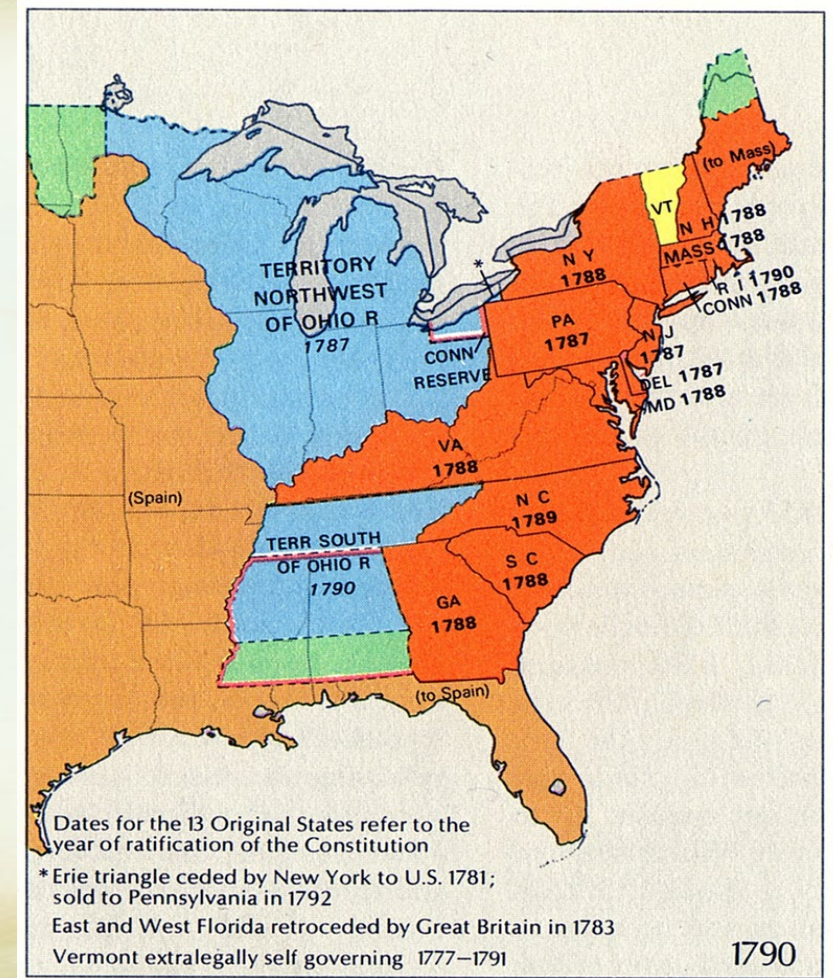 TERRITORY
NORTHWEST
OF OHIO R
1787
CONN
RESERVE
*
N Y
1788
VT
(to Mass)
N H 1788
MASS 1788
R I 1790
CONN 1788
PA
1787
N J
1787
DEL 1787
MD 1788
VA
1788
(Spain)
N C
1789
TERR SOUTH
OF OHIO R
1790
S C
1788
GA
1788
(to Spain)
Dates for the 13 Original States refer to the
year of ratification of the Constitution
* Erie triangle ceded by New York to U.S. 1781;
sold to Pennsylvania in 1792
East and West Florida retroceded by Great Britain in 1783
Vermont extralegally self governing 1777–1791
1790